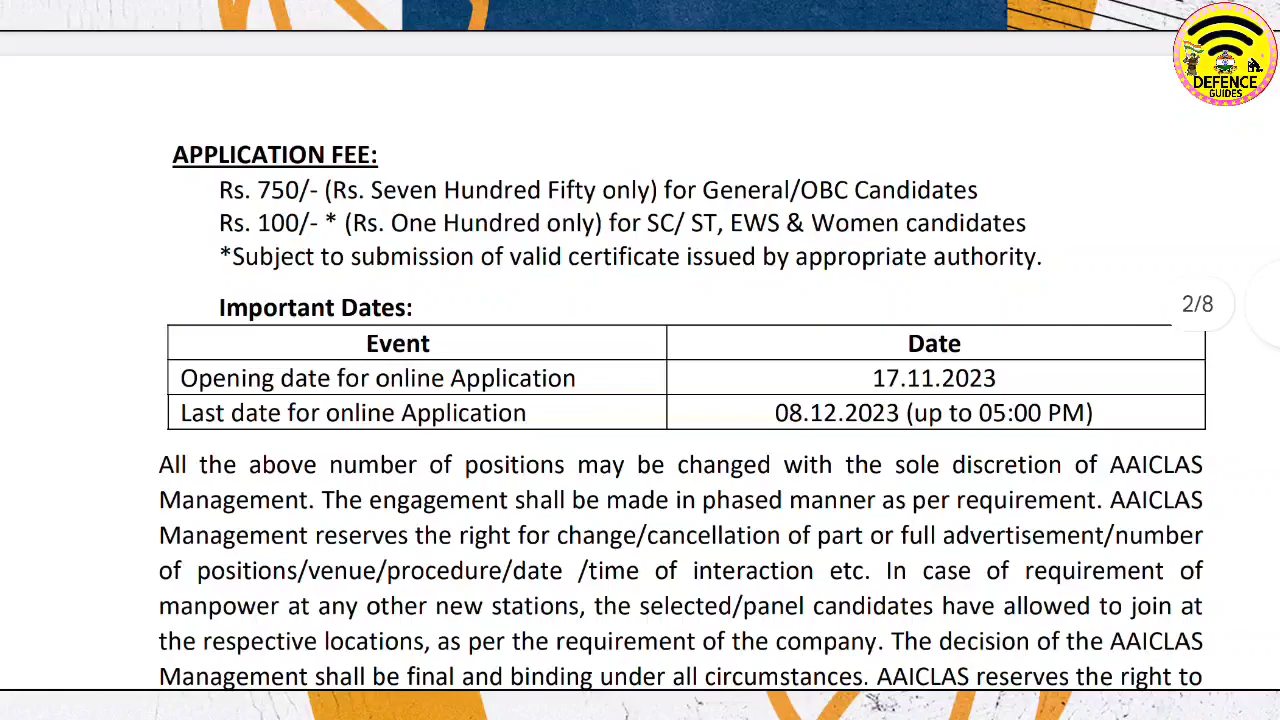 DEFENCE
GUIDES
APPLICATION FEE:
Rs. 750/- (Rs. Seven Hundred Fifty only) for General/OBC Candidates
Rs. 100/- * (Rs. One Hundred only) for SC/ ST, EWS & Women candidates
*Subject to submission of valid certificate issued by appropriate authority.
Important Dates:
2/8
Event Date
Opening date for online Application 17.11.2023
Last date for online Application 08.12.2023 (up to 05:00 PM)
All the above number of positions may be changed with the sole discretion of AAICLAS
Management. The engagement shall be made in phased manner as per requirement. AAICLAS
Management reserves the right for change/cancellation of part or full advertisement/number
of positions/venue/procedure/date /time of interaction etc. In case of requirement of
manpower at any other new stations, the selected/panel candidates have allowed to join at
the respective locations, as per the requirement of the company. The decision of the AAICLAS
Management shall be final and binding under all circumstances. AAICLAS reserves the right to